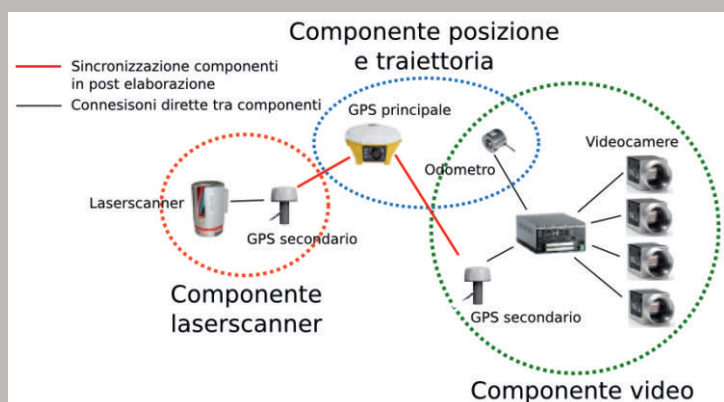 Componente posizione
e traiettoria
Sincronizzazione componenti
in post elaborazione
Connesisoni dirette tra componenti
GPS principale
Videocamere
Odometro
Laserscanner
GPS secondario
GPS secondario
Componente
laserscanner
Componente video